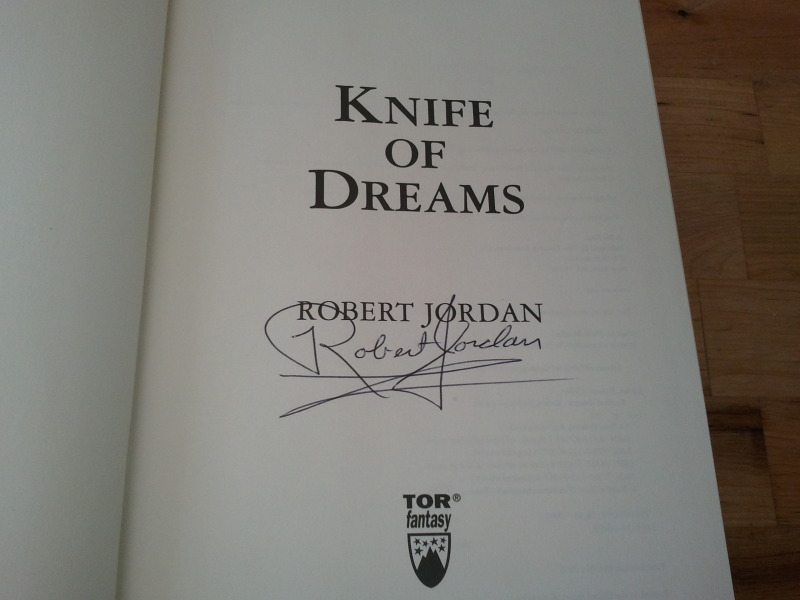 KNIFE
OF
DREAMS
ROBERT JORDAN
Robert Jordan
TOR®
fantasy